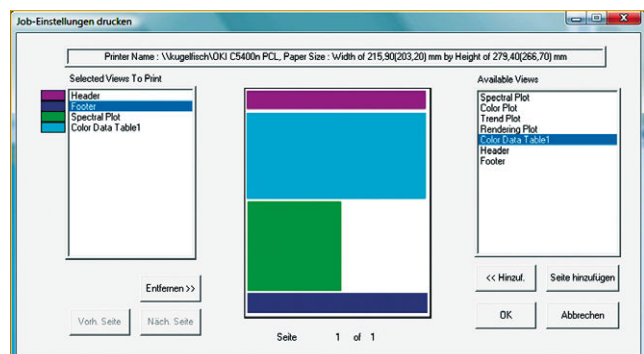 Job-Einstellungen drucken
Printer Name : \\kugelfisch\OKI C5400n PCL, Paper Size : Width of 215,90(203,20) mm by Height of 279,40(266,70) mm
Selected Views To Print
Header
Footer
Spectral Plot
Color Data Table1
Available Views
Spectral Plot
Color Plot
Trend Plot
Rendering Plot
Color Data Table1
Header
Footer
Entfernen >>
Vorh. Seite
Näch. Seite
<< Hinzuf.
Seite hinzufügen
OK
Abbrechen
Seite 1 of 1